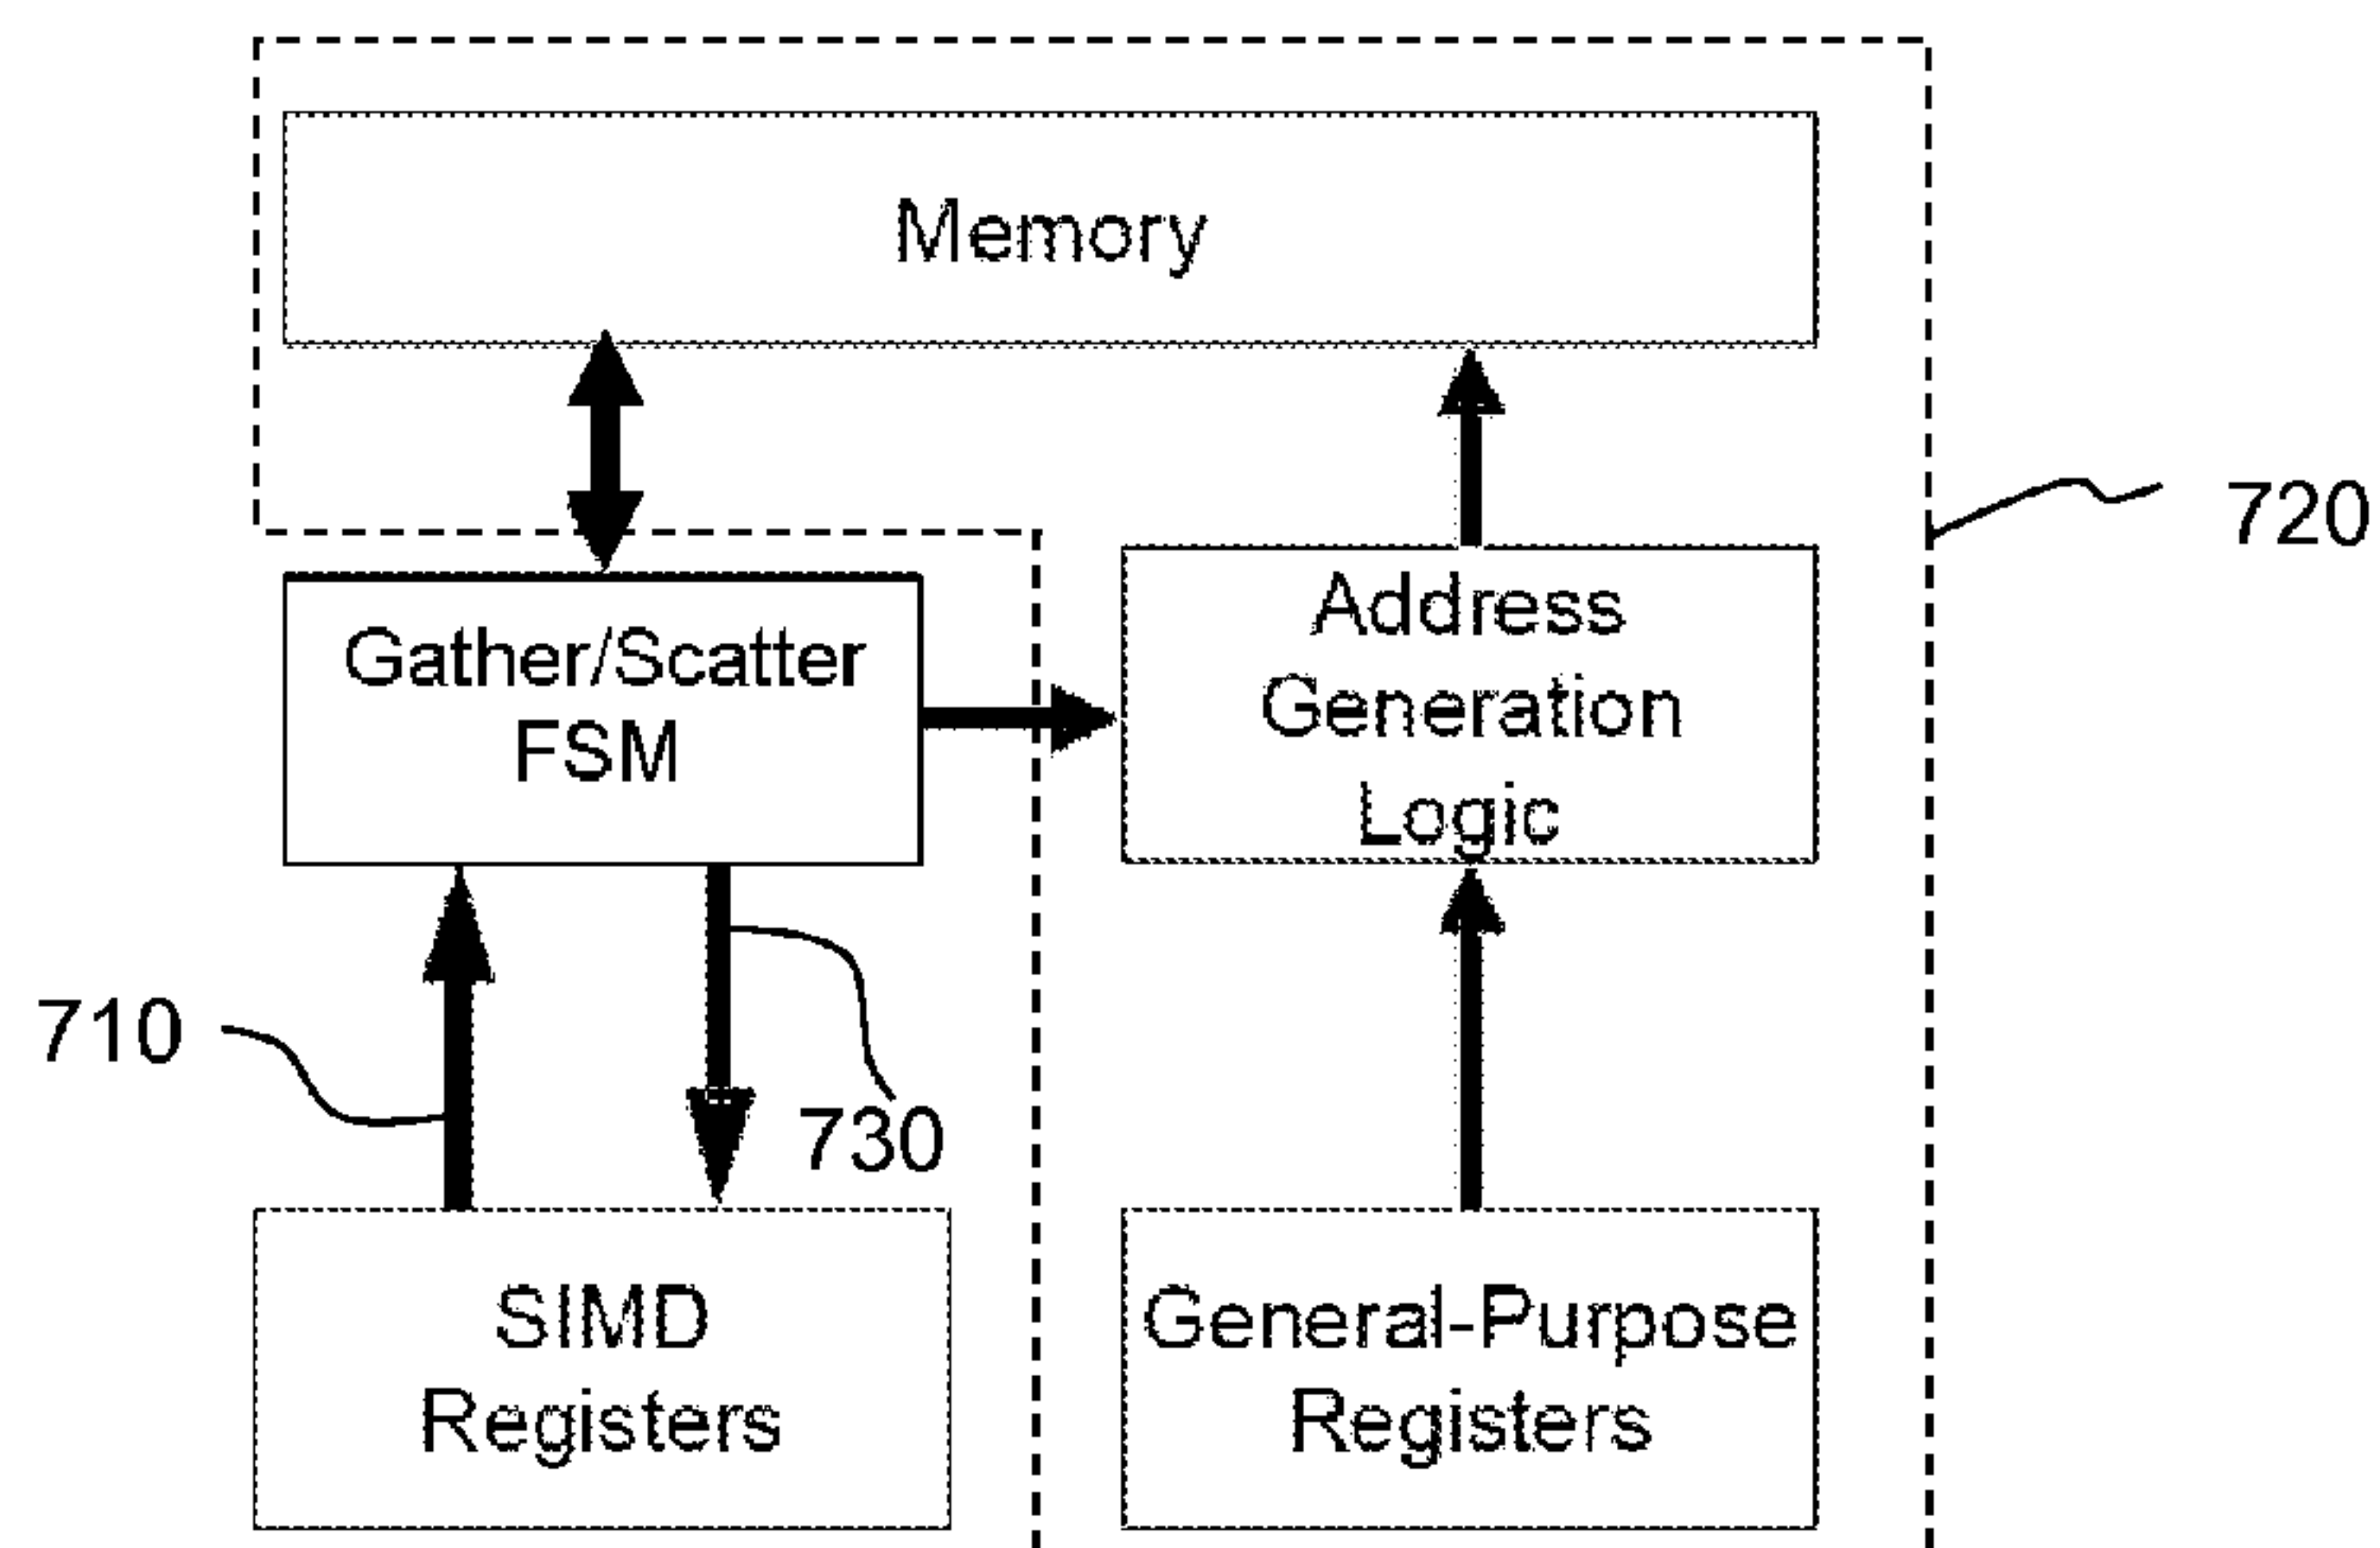 Memory
720
Gather/Scatter
FSM
Address
Generation
Logic
710
730
SIMD
Registers
General-Purpose
Registers